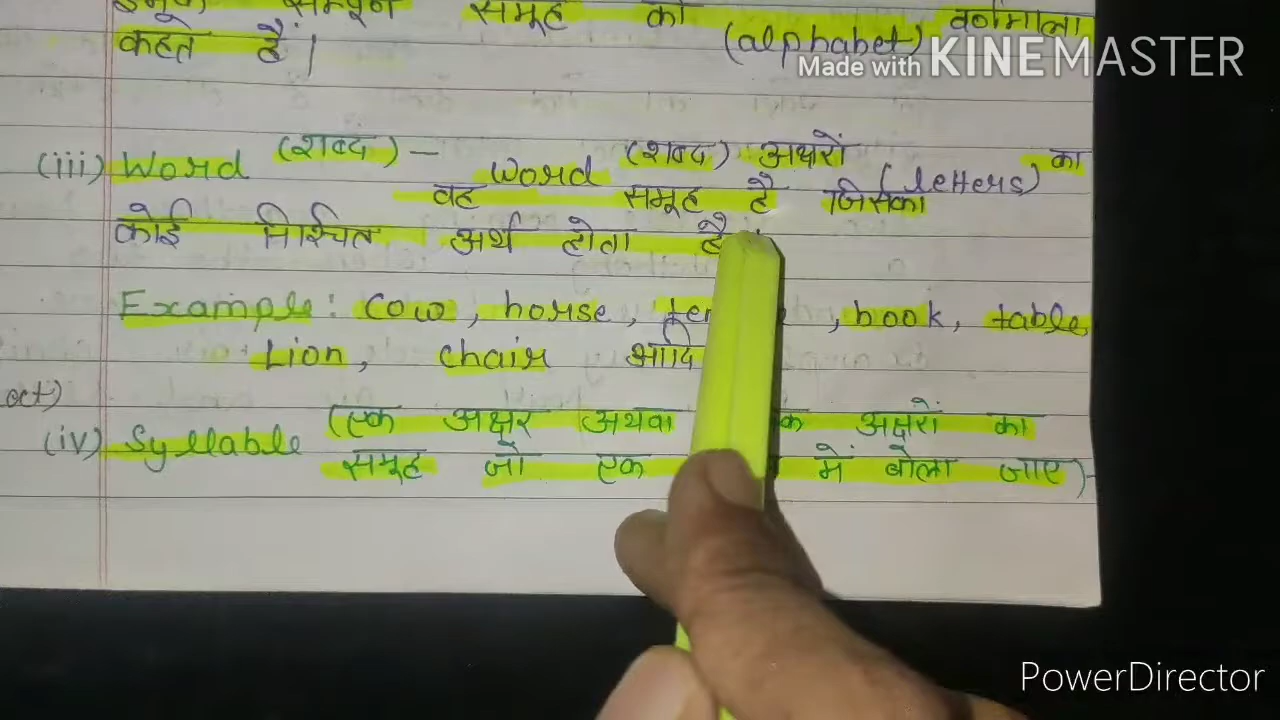 समूह को (alphabet) वर्णमाला
कहते हैं।
Made with KINEMASTER
(iii) Word (शब्द) — Word (शब्द) अक्षरों (letters) का
वह समूह है जिसका
कोई निश्चित अर्थ होता है
Example: Cow, horse, , book, table,
Lion, chair आदि
(iv) Syllable (एक अक्षर अथवा अक्षरों का
समूह जो एक में बोला जाए)-
PowerDirector